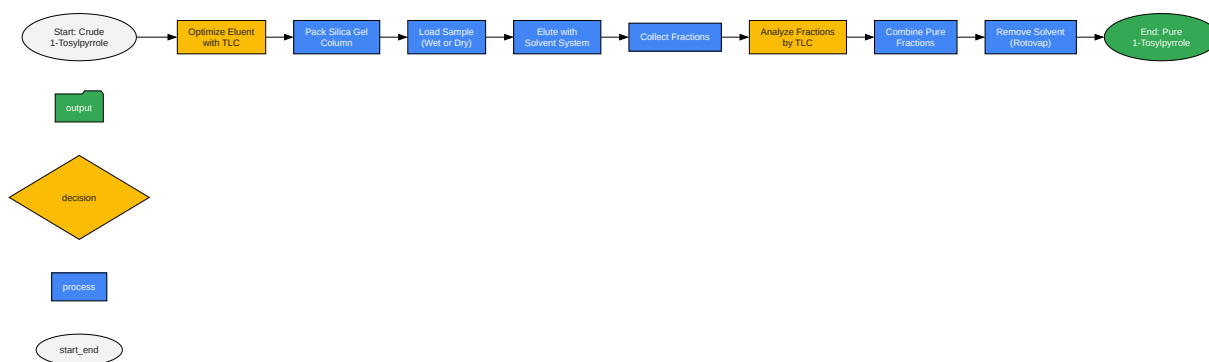 Start: Crude
1-Tosylpyrrole
Optimize Eluent
with TLC
Pack Silica Gel
Column
Load Sample
(Wet or Dry)
Elute with
Solvent System
Collect Fractions
Analyze Fractions
by TLC
Combine Pure
Fractions
Remove Solvent
(Rotovap)
End: Pure
1-Tosylpyrrole
output
decision
process
start_end